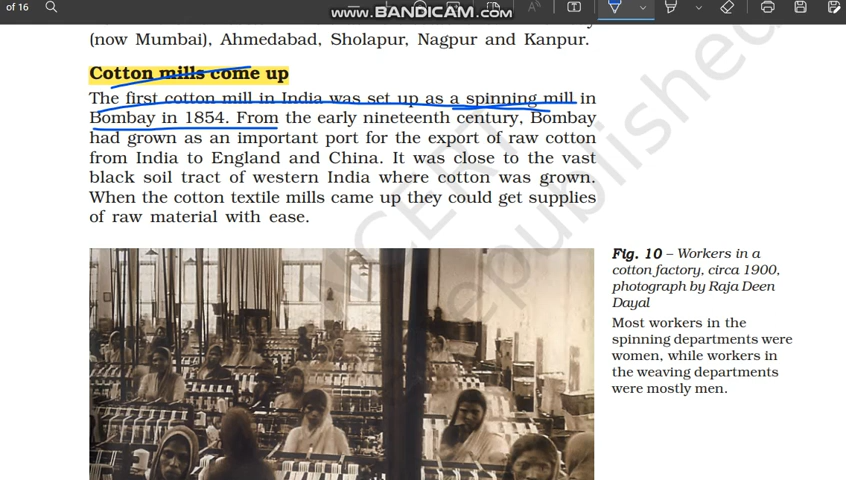 of 16
www.BANDICAM.com
(now Mumbai), Ahmedabad, Sholapur, Nagpur and Kanpur.
Cotton mills come up
The first cotton mill in India was set up as a spinning mill in
Bombay in 1854. From the early nineteenth century, Bombay
had grown as an important port for the export of raw cotton
from India to England and China. It was close to the vast
black soil tract of western India where cotton was grown.
When the cotton textile mills came up they could get supplies
of raw material with ease.
Fig. 10 – Workers in a
cotton factory, circa 1900,
photograph by Raja Deen
Dayal
Most workers in the
spinning departments were
women, while workers in
the weaving departments
were mostly men.
NCERT
republished